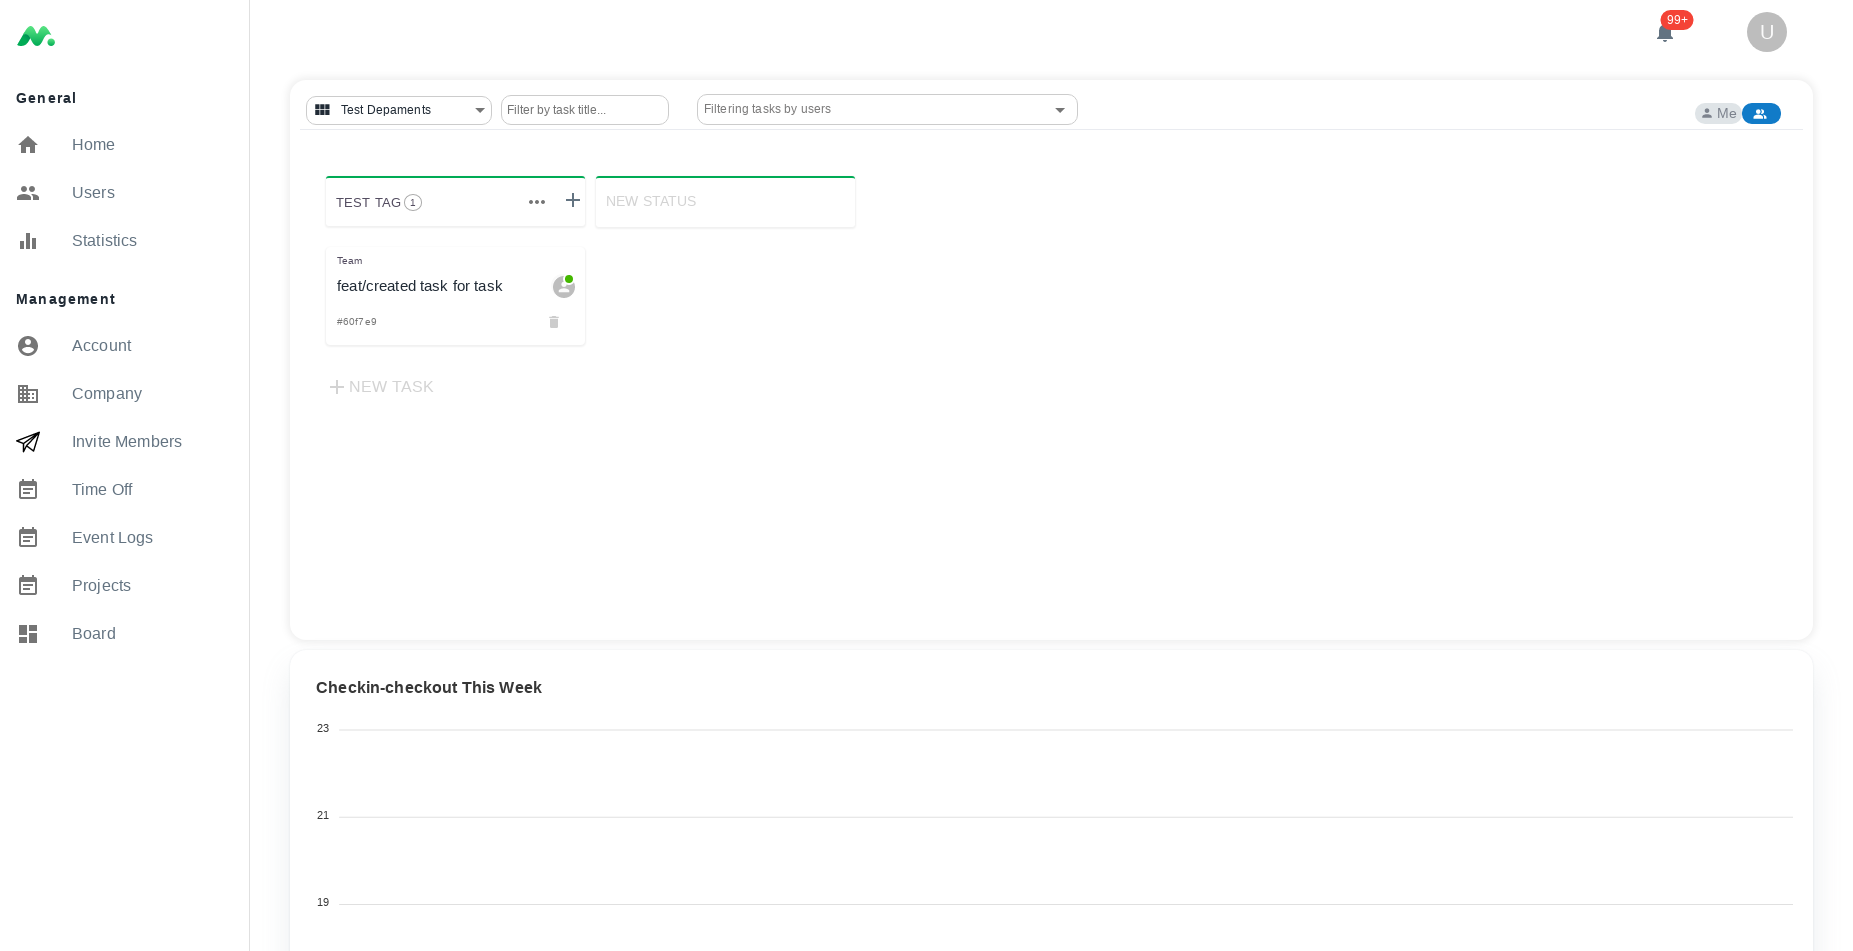 99+
U
General
Home
Users
Statistics
Management
Account
Company
Invite Members
Time Off
Event Logs
Projects
Board
Test Depaments
Filter by task title...
Filtering tasks by users
Me
TEST TAG 1
NEW STATUS
Team
feat/created task for task
#60f7e9
NEW TASK
Checkin-checkout This Week
23
21
19